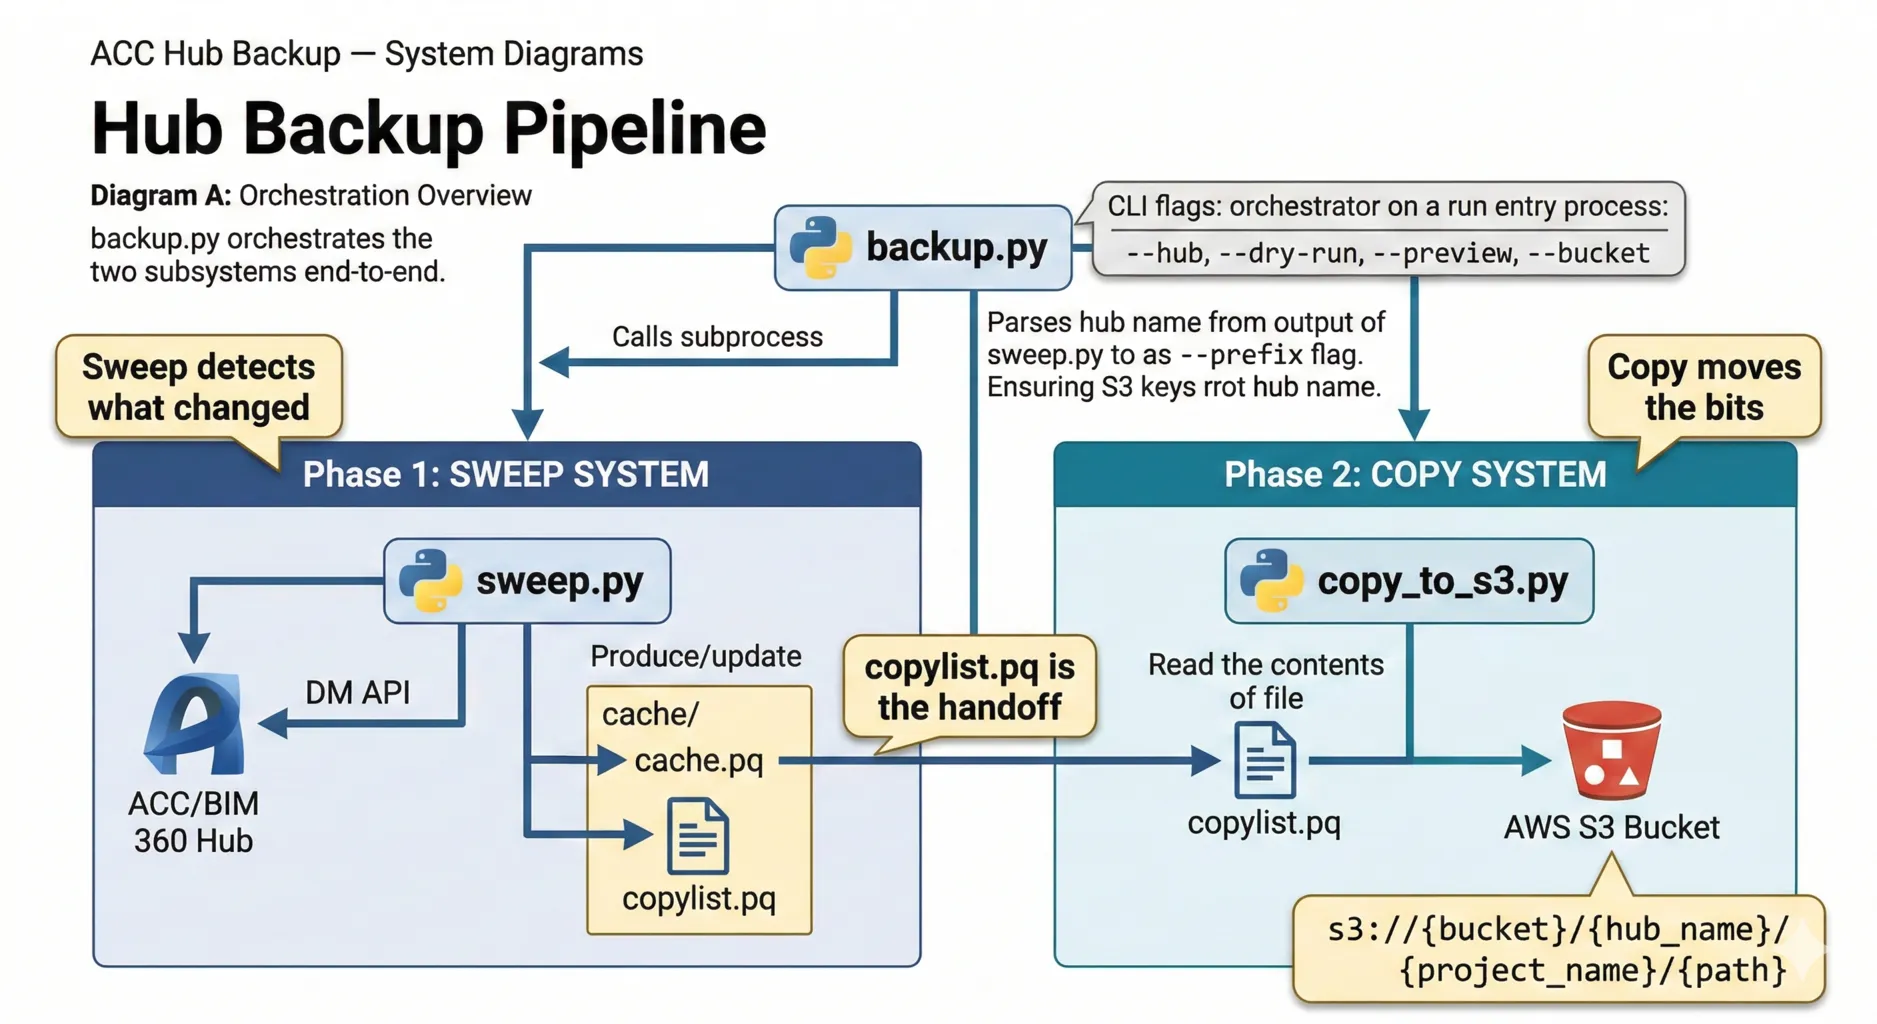 ACC Hub Backup — System Diagrams
Hub Backup Pipeline
Diagram A: Orchestration Overview
backup.py orchestrates the
two subsystems end-to-end.
backup.py
CLI flags: orchestrator on a run entry process:
--hub, --dry-run, --preview, --bucket
Calls subprocess
Parses hub name from output of
sweep.py to as --prefix flag.
Ensuring S3 keys rrot hub name.
Sweep detects
what changed
Copy moves
the bits
Phase 1: SWEEP SYSTEM
sweep.py
DM API
ACC/BIM
360 Hub
Produce/update
cache/
cache.pq
copylist.pq
copylist.pq is
the handoff
Phase 2: COPY SYSTEM
copy_to_s3.py
Read the contents
of file
copylist.pq
AWS S3 Bucket
s3://{bucket}/{hub_name}/
{project_name}/{path}